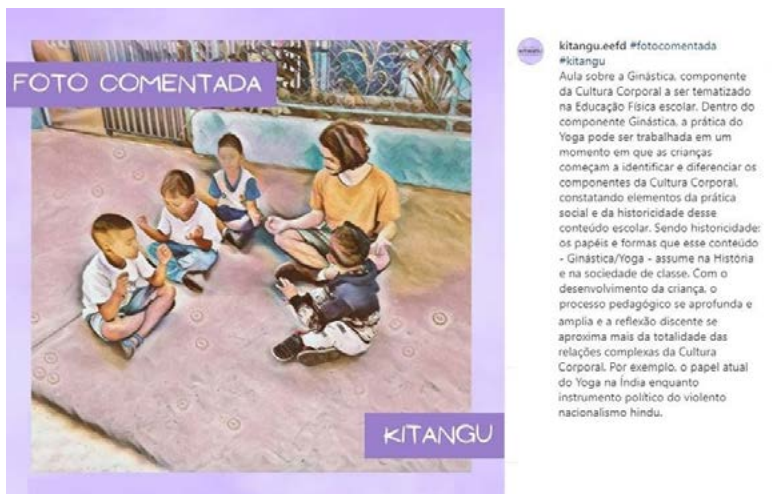 FOTO COMENTADA
KITANGU
kitangu.eefd #fotocomentada
#kitangu
Aula sobre a Ginástica, componente
da Cultura Corporal a ser tematizado
na Educação Física escolar. Dentro do
componente Ginástica, a prática do
Yoga pode ser trabalhada em um
momento em que as crianças
começam a identificar e diferenciar os
componentes da Cultura Corporal,
constatando elementos da prática
social e da historicidade desse
conteúdo escolar. Sendo historicidade:
os papéis e formas que esse conteúdo
- Ginástica/Yoga - assume na História
e na sociedade de classe. Com o
desenvolvimento da criança, o
processo pedagógico se aprofunda e
amplia e a reflexão discente se
aproxima mais da totalidade das
relações complexas da Cultura
Corporal. Por exemplo, o papel atual
do Yoga na Índia enquanto
instrumento político do violento
nacionalismo hindu.